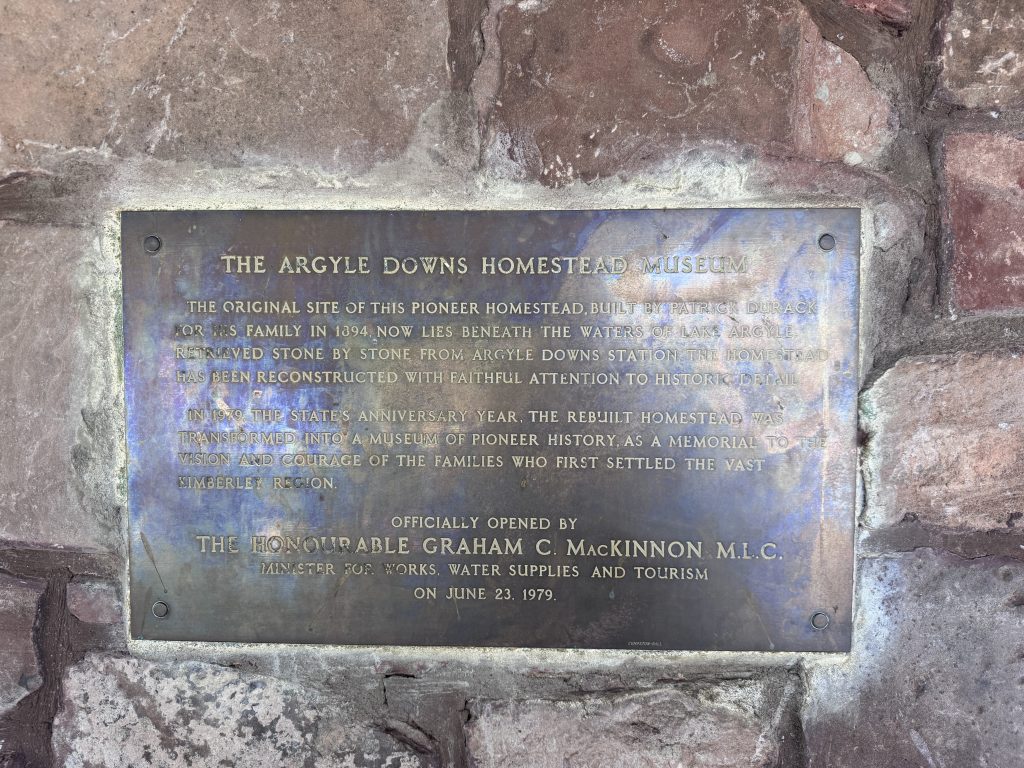 THE ARGYLE DOWNS HOMESTEAD MUSEUM
THE ORIGINAL SITE OF THIS PIONEER HOMESTEAD, BUILT BY PATRICK DURACK
FOR HIS FAMILY IN 1894, NOW LIES BENEATH THE WATERS OF LAKE ARGYLE.
RETRIEVED STONE BY STONE FROM ARGYLE DOWNS STATION, THE HOMESTEAD
HAS BEEN RECONSTRUCTED WITH FAITHFUL ATTENTION TO HISTORIC DETAIL.
IN 1979, THE STATE'S ANNIVERSARY YEAR, THE REBUILT HOMESTEAD WAS
TRANSFORMED INTO A MUSEUM OF PIONEER HISTORY, AS A MEMORIAL TO THE
VISION AND COURAGE OF THE FAMILIES WHO FIRST SETTLED THE VAST
KIMBERLEY REGION.
OFFICIALLY OPENED BY
THE HONOURABLE GRAHAM C. MacKINNON M.L.C.
MINISTER FOR WORKS, WATER SUPPLIES AND TOURISM
ON JUNE 23, 1979.